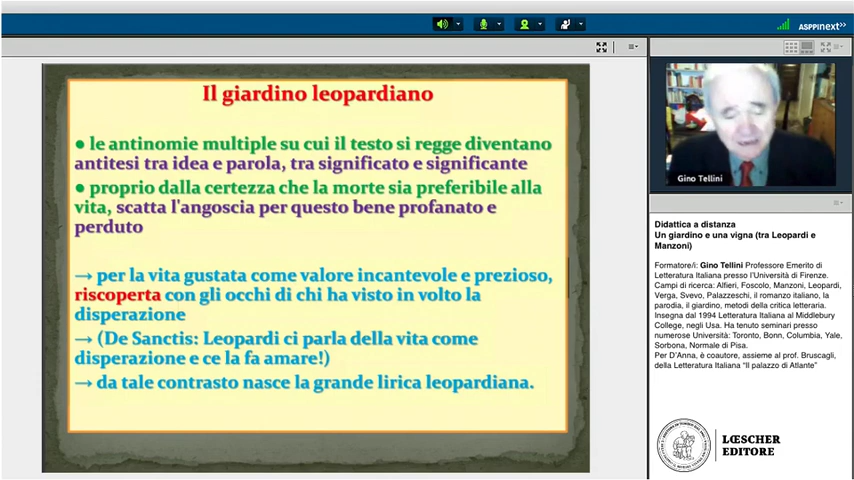 ASPPInext>>
Il giardino leopardiano
● le antinomie multiple su cui il testo si regge diventano
antitesi tra idea e parola, tra significato e significante
● proprio dalla certezza che la morte sia preferibile alla
vita, scatta l'angoscia per questo bene profanato e
perduto
→ per la vita gustata come valore incantevole e prezioso,
riscoperta con gli occhi di chi ha visto in volto la
disperazione
→ (De Sanctis: Leopardi ci parla della vita come
disperazione e ce la fa amare!)
→ da tale contrasto nasce la grande lirica leopardiana.
Gino Tellini
Didattica a distanza
Un giardino e una vigna (tra Leopardi e
Manzoni)
Formatore/i: Gino Tellini Professore Emerito di
Letteratura Italiana presso l'Università di Firenze.
Campi di ricerca: Alfieri, Foscolo, Manzoni, Leopardi,
Verga, Svevo, Palazzeschi, il romanzo italiano, la
parodia, il giardino, metodi della critica letteraria.
Insegna dal 1994 Letteratura Italiana al Middlebury
College, negli Usa. Ha tenuto seminari presso
numerose Università: Toronto, Bonn, Columbia, Yale,
Sorbona, Normale di Pisa.
Per D'Anna, è coautore, assieme al prof. Bruscagli,
della Letteratura Italiana "Il palazzo di Atlante"
LŒSCHER
EDITORE